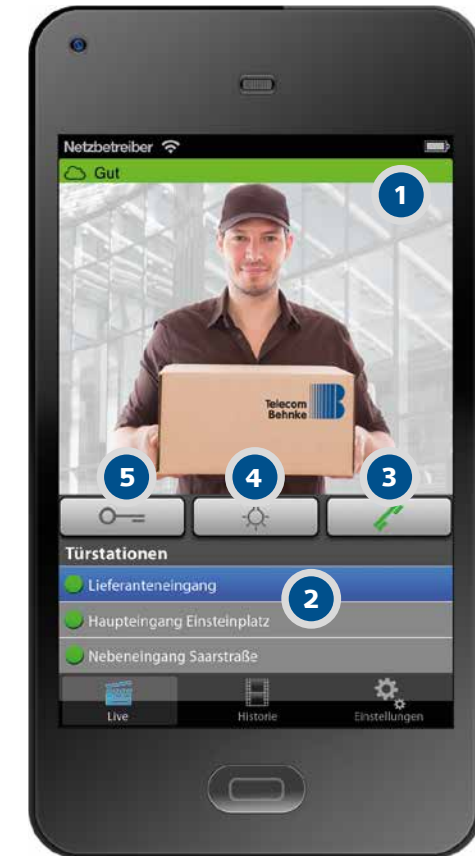 Netzbetreiber
Gut
1
Telecom
Behnke
5
4
3
Türstationen
Lieferanteneingang
2
Haupteingang Einsteinplatz
Nebeneingang Saarstraße
Live
Historie
Einstellungen